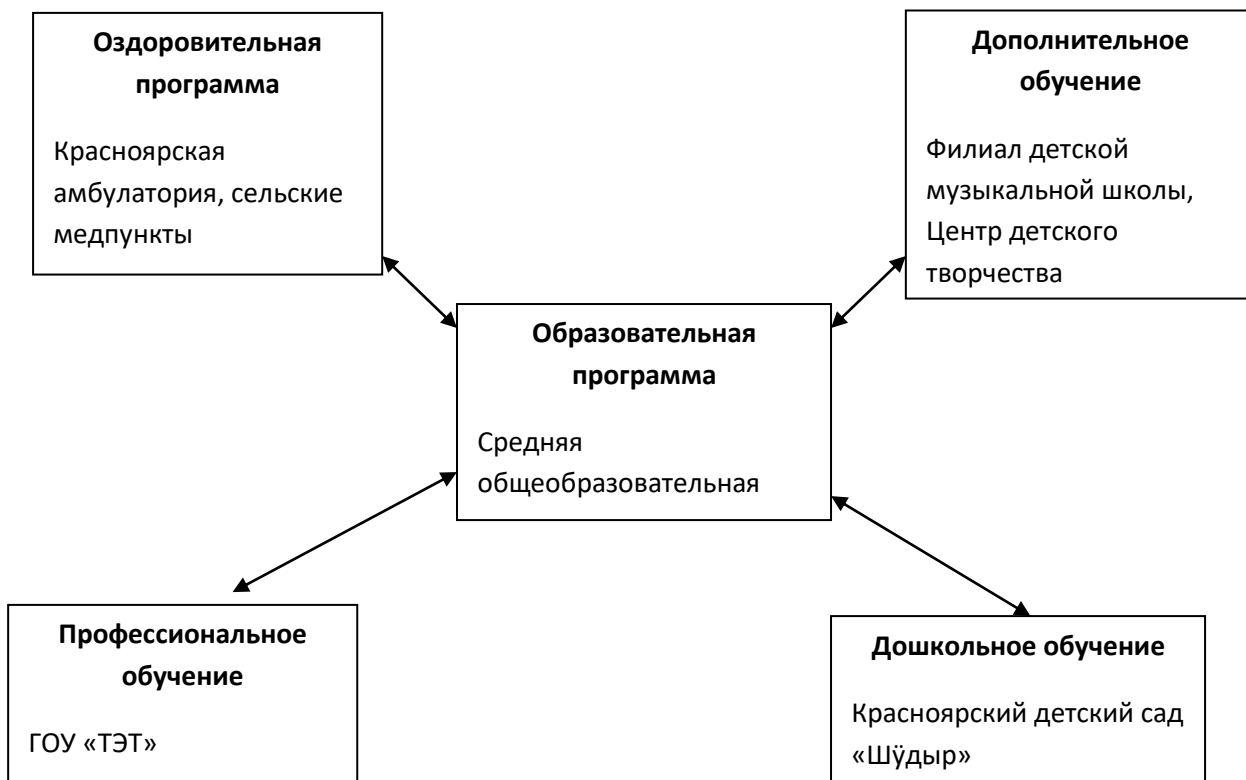 Оздоровительная
программа
Красноярская
амбулатория, сельские
медпункты
Дополнительное
обучение
Филиал детской
музыкальной школы,
Центр детского
творчества
Образовательная
программа
Средняя
общеобразовательная
Профессиональное
обучение
ГОУ «ТЭТ»
Дошкольное обучение
Красноярский детский сад
«Шӱдыр»